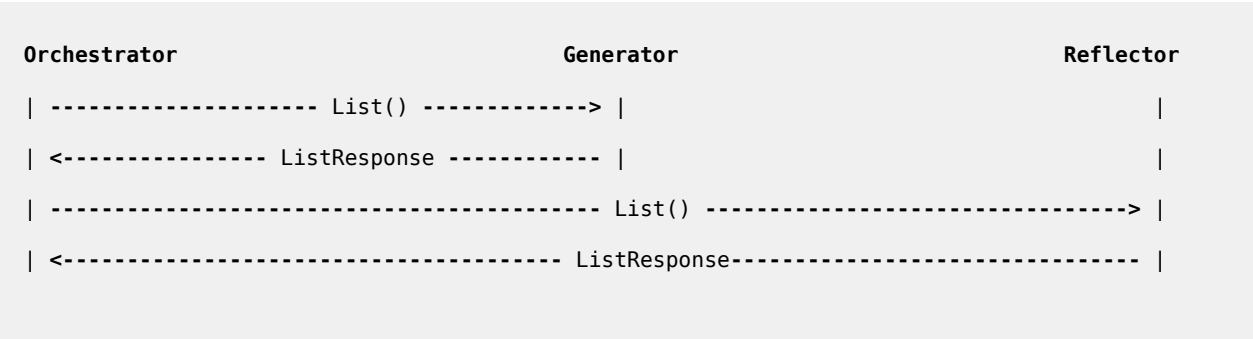 Orchestrator Generator Reflector
| --------------------- List() -------------> | |
| <---------------- ListResponse ------------ | |
| ------------------------------------------- List() ---------------------------------> |
| <----------------------------------------- ListResponse-------------------------------- |